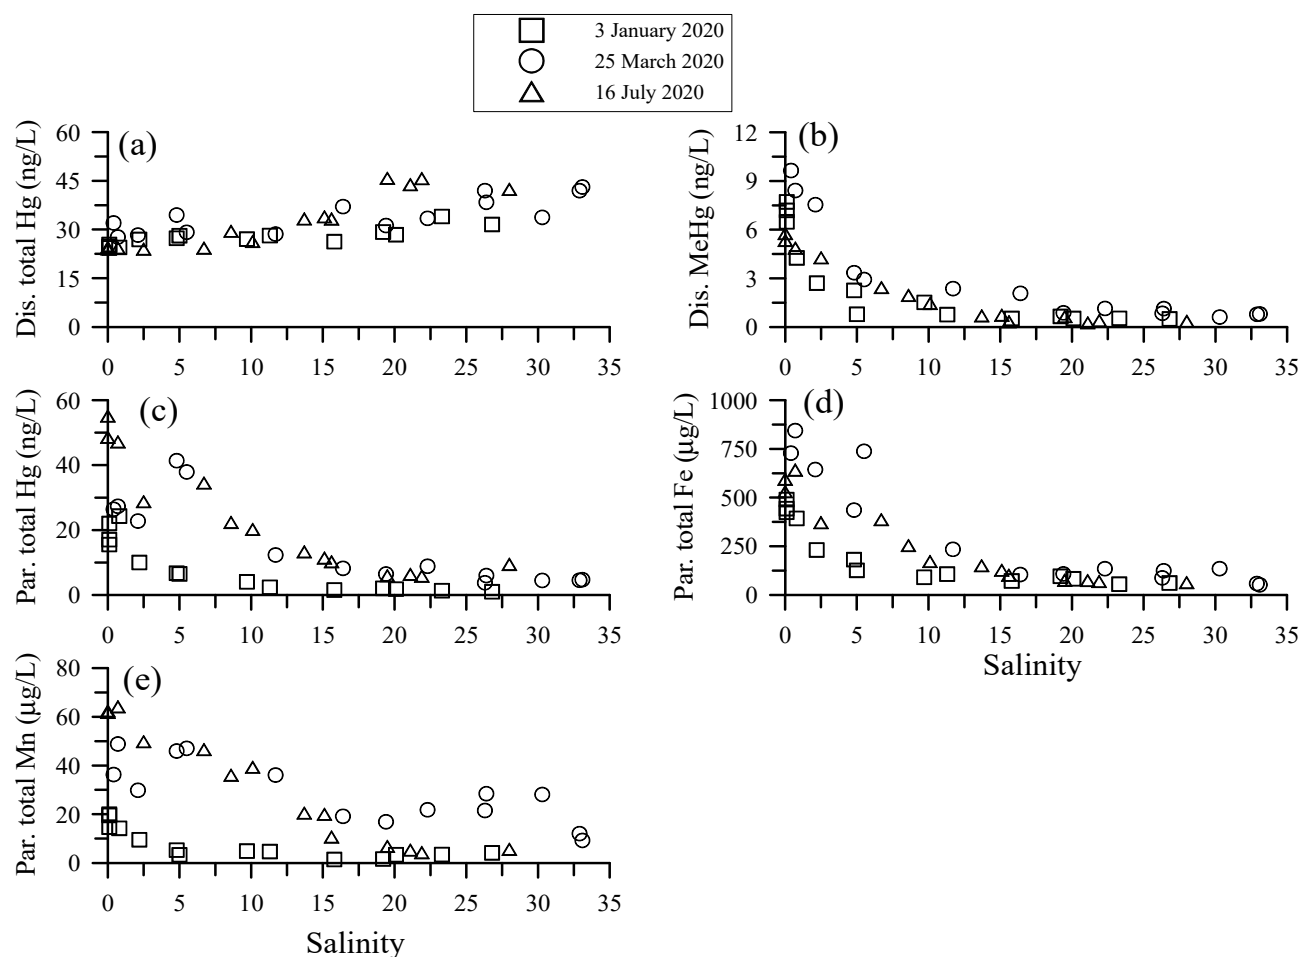 3 January 2020
25 March 2020
16 July 2020
(a)
Dis. total Hg (ng/L)
60
45
30
15
0
0 5 10 15 20 25 30 35
(b)
Dis. MeHg (ng/L)
12
9
6
3
0
0 5 10 15 20 25 30 35
(c)
Par. total Hg (ng/L)
60
40
20
0
0 5 10 15 20 25 30 35
(d)
Par. total Fe (µg/L)
1000
750
500
250
0
0 5 10 15 20 25 30 35
Salinity
(e)
Par. total Mn (µg/L)
80
60
40
20
0
0 5 10 15 20 25 30 35
Salinity